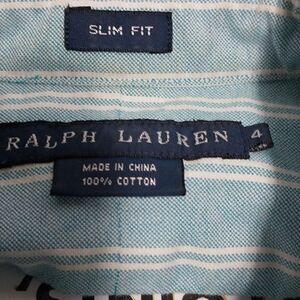 SLIM FIT
RALPH LAUREN 4
MADE IN CHINA
100% COTTON